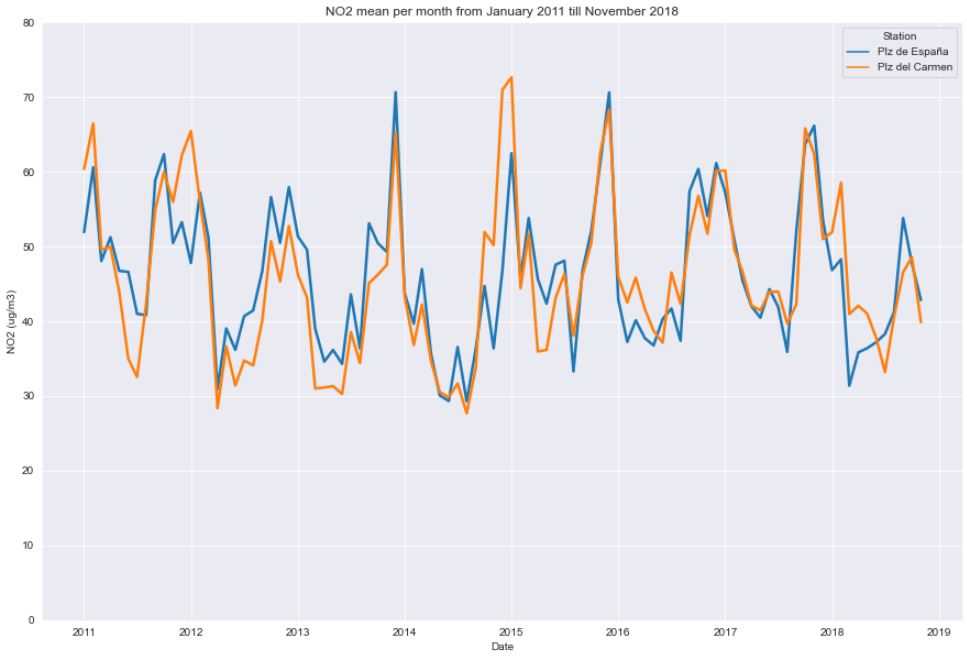 NO2 mean per month from January 2011 till November 2018
Station
Plz de España
Plz del Carmen
NO2 (ug/m3)
80
70
60
50
40
30
20
10
0
2011 2012 2013 2014 2015 2016 2017 2018 2019
Date